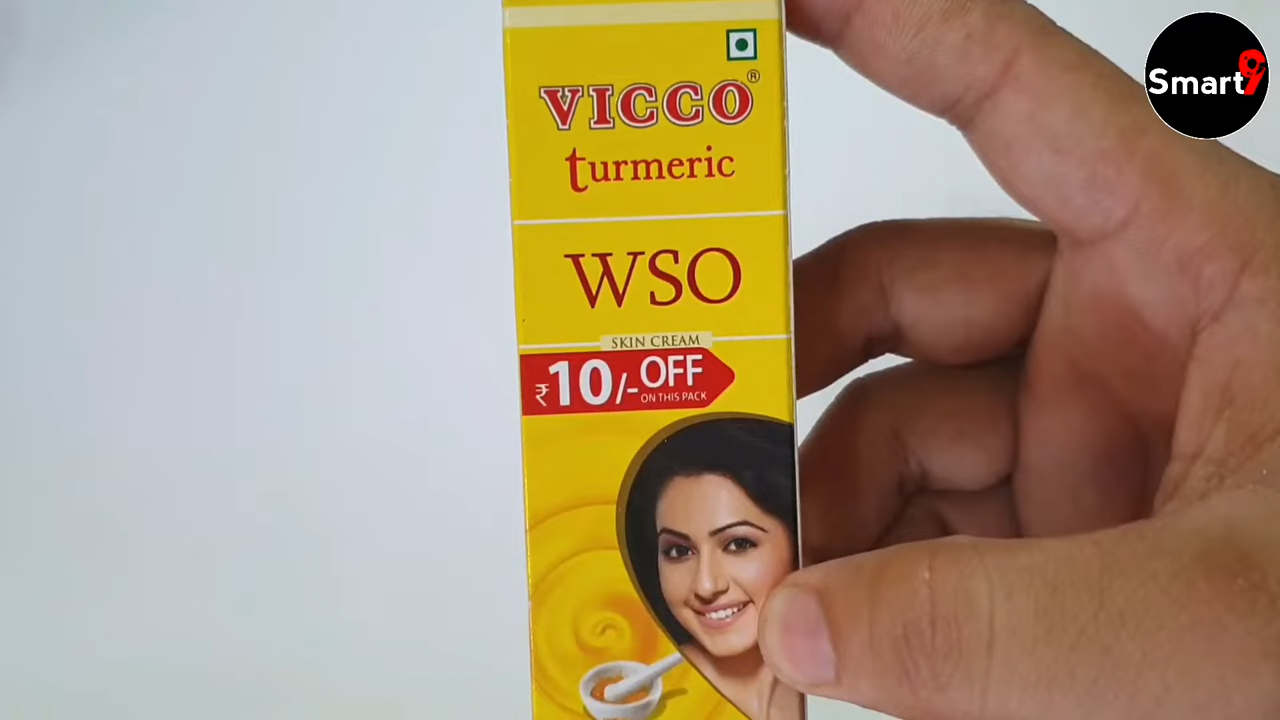 VICCO®
turmeric
WSO
SKIN CREAM
₹10/- OFF
ON THIS PACK
Smart9